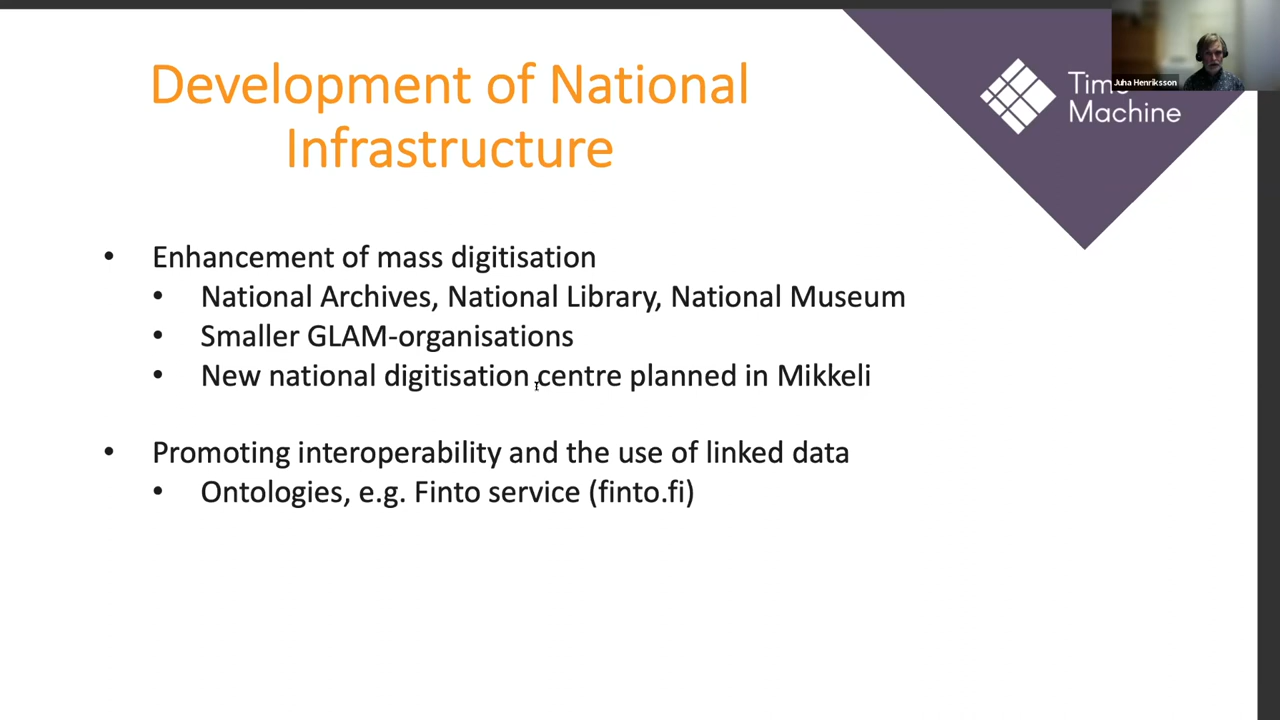 Development of National
Infrastructure
Time
Machine
Juha Henriksson
• Enhancement of mass digitisation
• National Archives, National Library, National Museum
• Smaller GLAM-organisations
• New national digitisation centre planned in Mikkeli
• Promoting interoperability and the use of linked data
• Ontologies, e.g. Finto service (finto.fi)